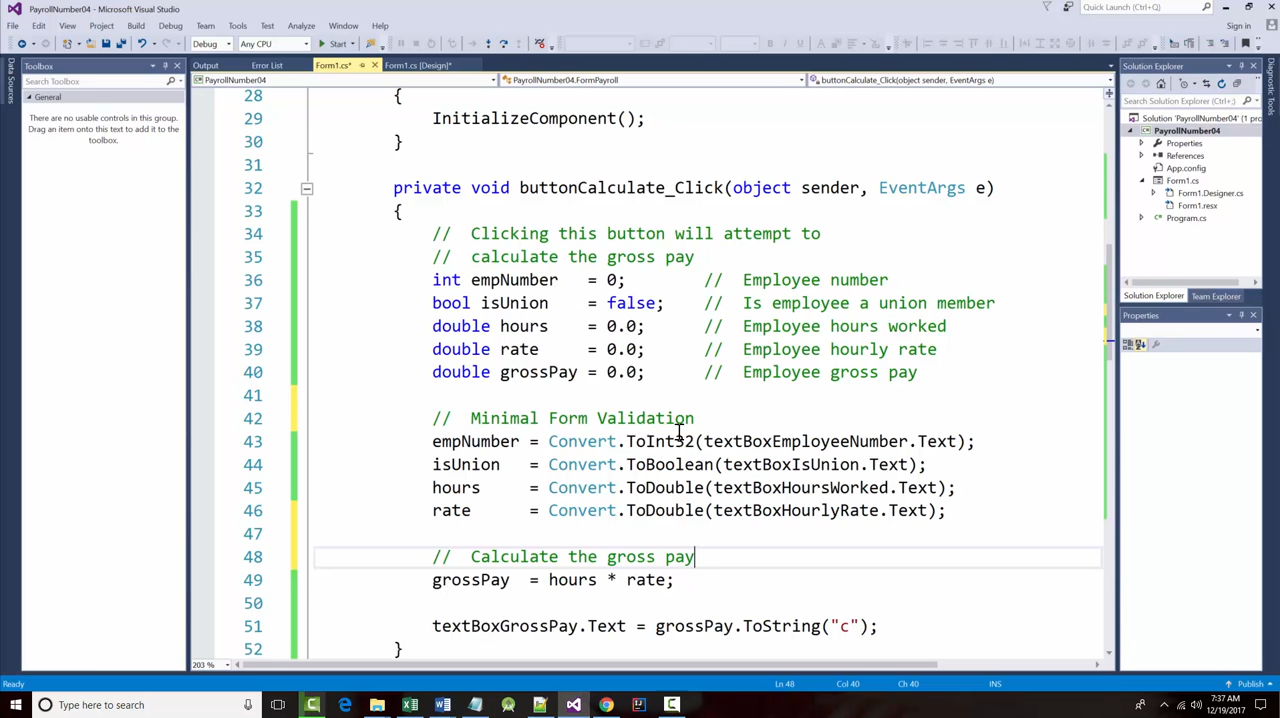 PayrollNumber04 - Microsoft Visual Studio
Quick Launch (Ctrl+Q)
File Edit View Project Build Debug Team Tools Test Analyze Window Help
Sign in
Debug Any CPU Start
Toolbox
Output Error List Form1.cs* Form1.cs [Design]*
Solution Explorer
Data Sources
Search Toolbox
General
There are no usable controls in this group.
Drag an item onto this text to add it to the
toolbox.
PayrollNumber04 PayrollNumber04.FormPayroll buttonCalculate_Click(object sender, EventArgs e)
28 {
29 InitializeComponent();
30 }
31
32 private void buttonCalculate_Click(object sender, EventArgs e)
33 {
34 // Clicking this button will attempt to
35 // calculate the gross pay
36 int empNumber = 0; // Employee number
37 bool isUnion = false; // Is employee a union member
38 double hours = 0.0; // Employee hours worked
39 double rate = 0.0; // Employee hourly rate
40 double grossPay = 0.0; // Employee gross pay
41
42 // Minimal Form Validation
43 empNumber = Convert.ToInt32(textBoxEmployeeNumber.Text);
44 isUnion = Convert.ToBoolean(textBoxIsUnion.Text);
45 hours = Convert.ToDouble(textBoxHoursWorked.Text);
46 rate = Convert.ToDouble(textBoxHourlyRate.Text);
47
48 // Calculate the gross pay
49 grossPay = hours * rate;
50
51 textBoxGrossPay.Text = grossPay.ToString("c");
52 }
203 %
Search Solution Explorer (Ctrl+;)
Solution 'PayrollNumber04' (1 pro
PayrollNumber04
Properties
References
App.config
Form1.cs
Form1.Designer.cs
Form1.resx
Program.cs
Solution Explorer Team Explorer
Properties
Diagnostic Tools
Ready Ln 48 Col 40 Ch 40 INS Publish
Type here to search
7:37 AM
12/19/2017